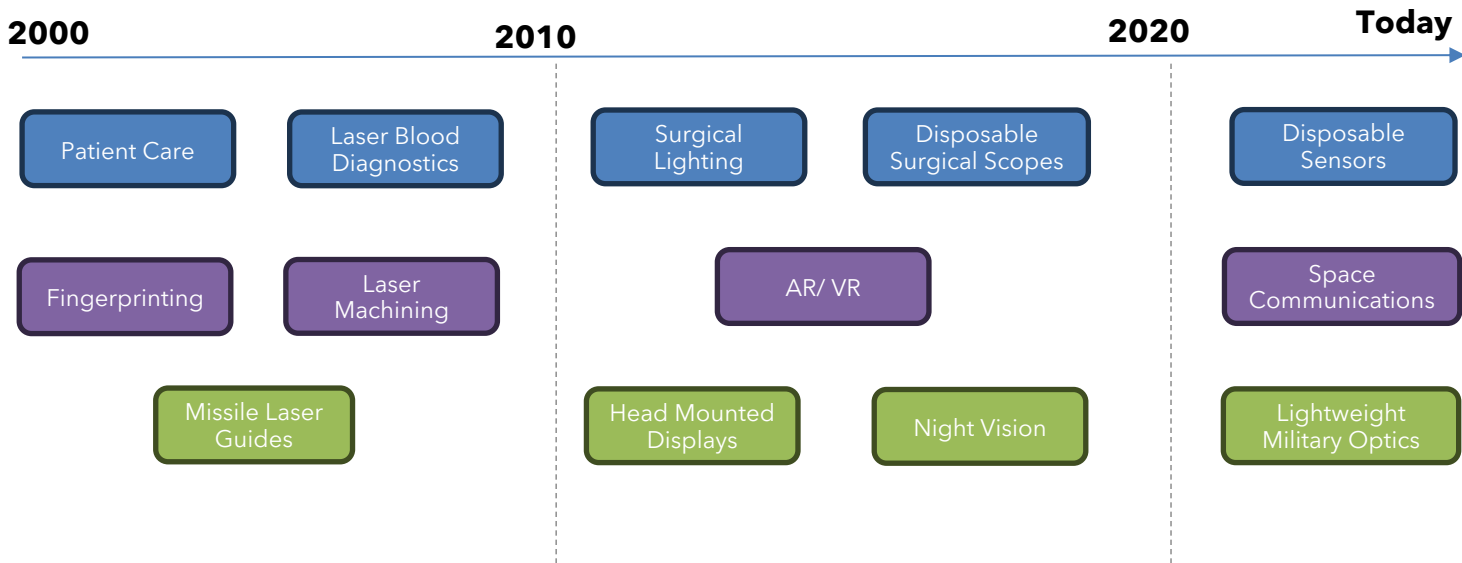 2000
2010
2020
Today
Patient Care
Laser Blood
Diagnostics
Surgical
Lighting
Disposable
Surgical Scopes
Disposable
Sensors
Fingerprinting
Laser
Machining
AR/ VR
Space
Communications
Missile Laser
Guides
Head Mounted
Displays
Night Vision
Lightweight
Military Optics